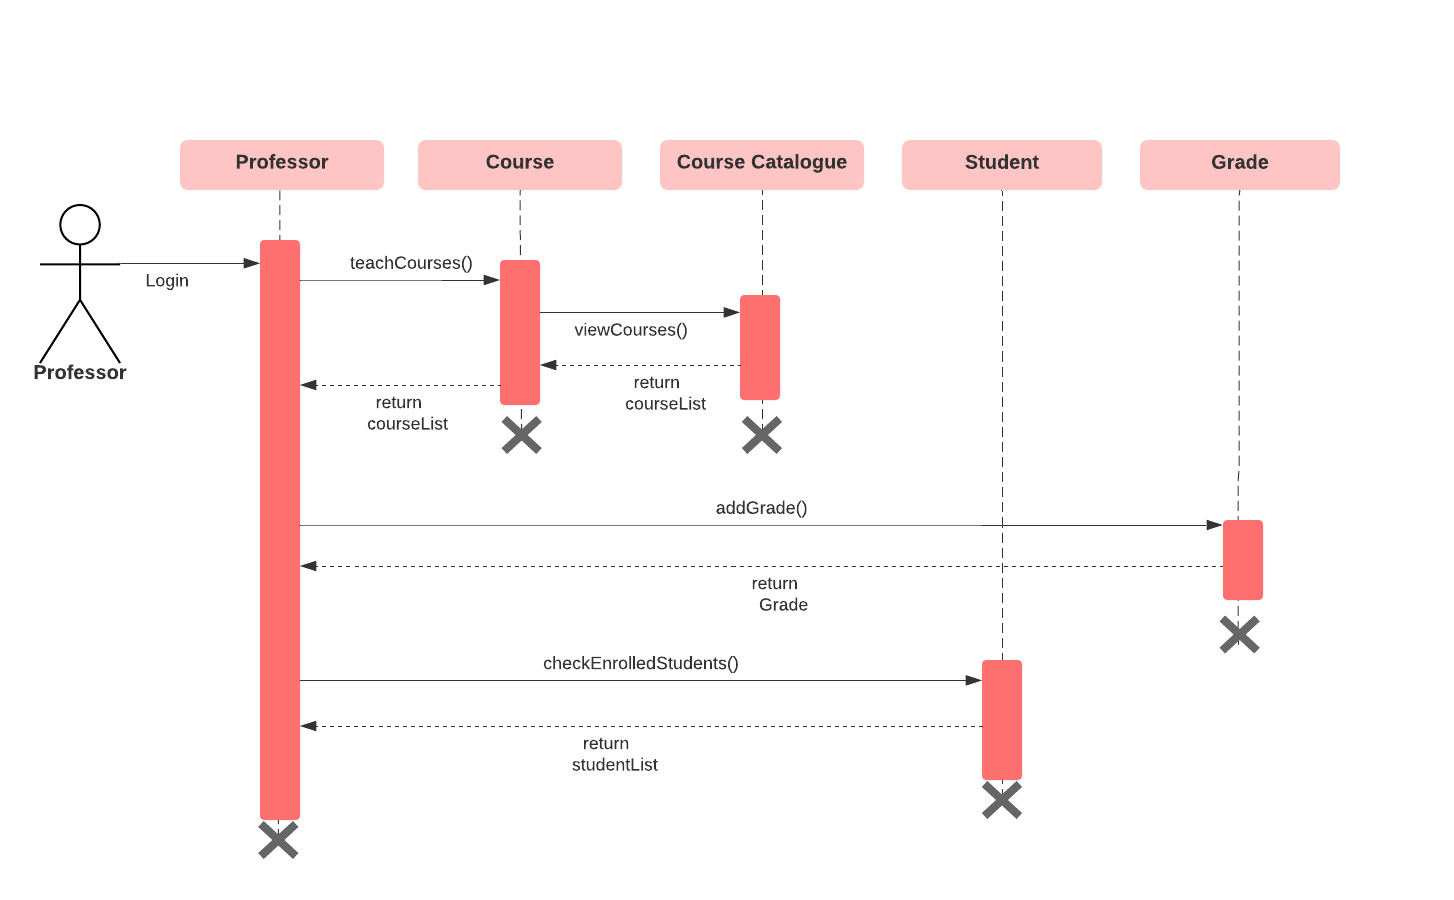 Professor
Course
Course Catalogue
Student
Grade
teachCourses()
Login
viewCourses()
Professor
return
courseList
return
courseList
addGrade()
return
Grade
checkEnrolledStudents()
return
studentList